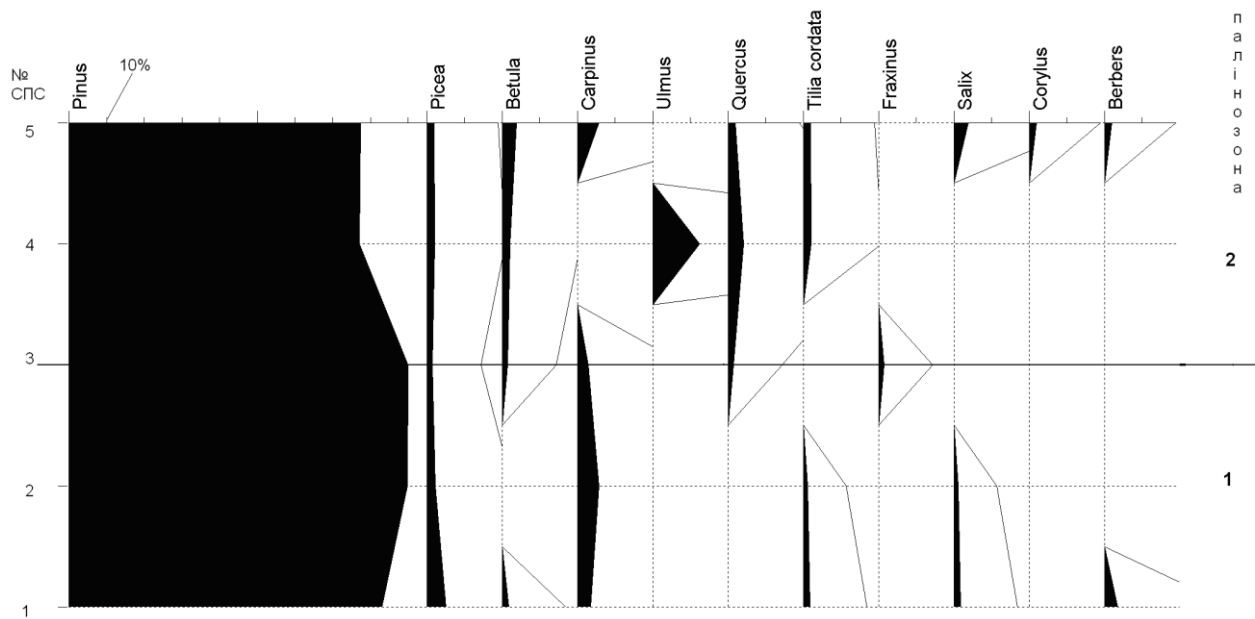 №
СПС
Pinus
10%
Picea
Betula
Carpinus
Ulmus
Quercus
Tilia cordata
Fraxinus
Salix
Corylus
Berbers
палінозона
5
4
2
3
2
1
1